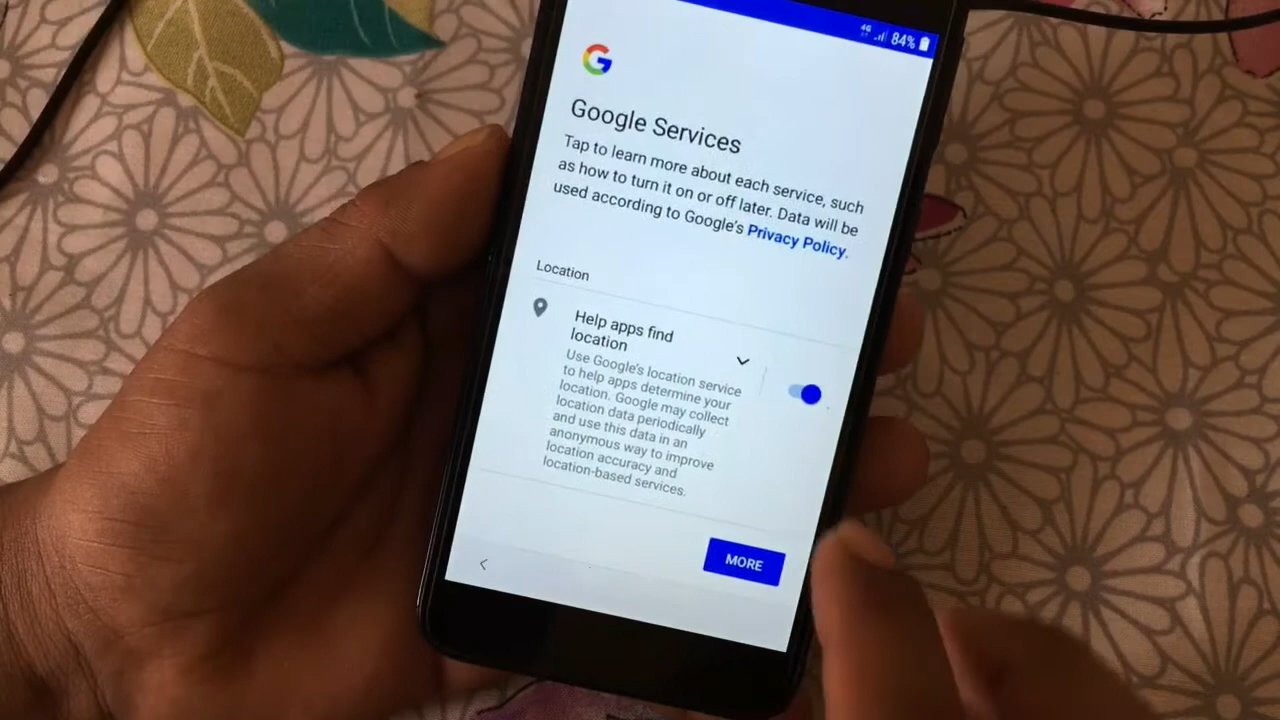 4G 84%
G
Google Services
Tap to learn more about each service, such
as how to turn it on or off later. Data will be
used according to Google's Privacy Policy.
Location
Help apps find
location
Use Google's location service
to help apps determine your
location. Google may collect
location data periodically
and use this data in an
anonymous way to improve
location accuracy and
location-based services.
MORE